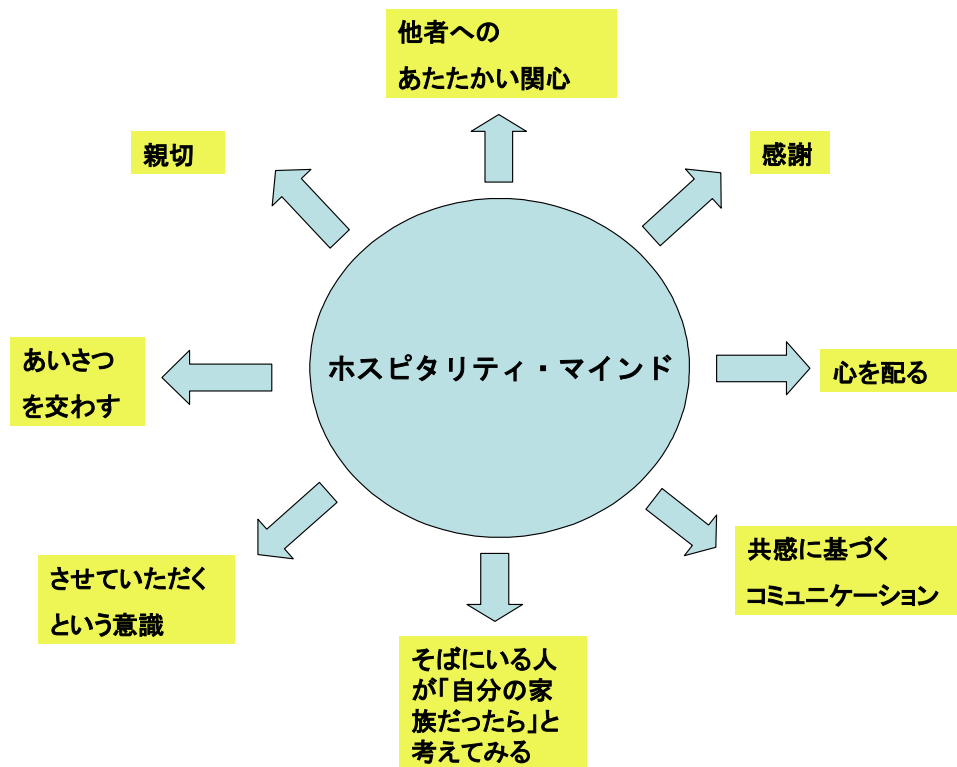 他者への
あたたかい関心
親切
感謝
ホスピタリティ・マインド
あいさつ
を交わす
心を配る
させていただく
という意識
共感に基づく
コミュニケーション
そばにいる人
が「自分の家
族だったら」と
考えてみる